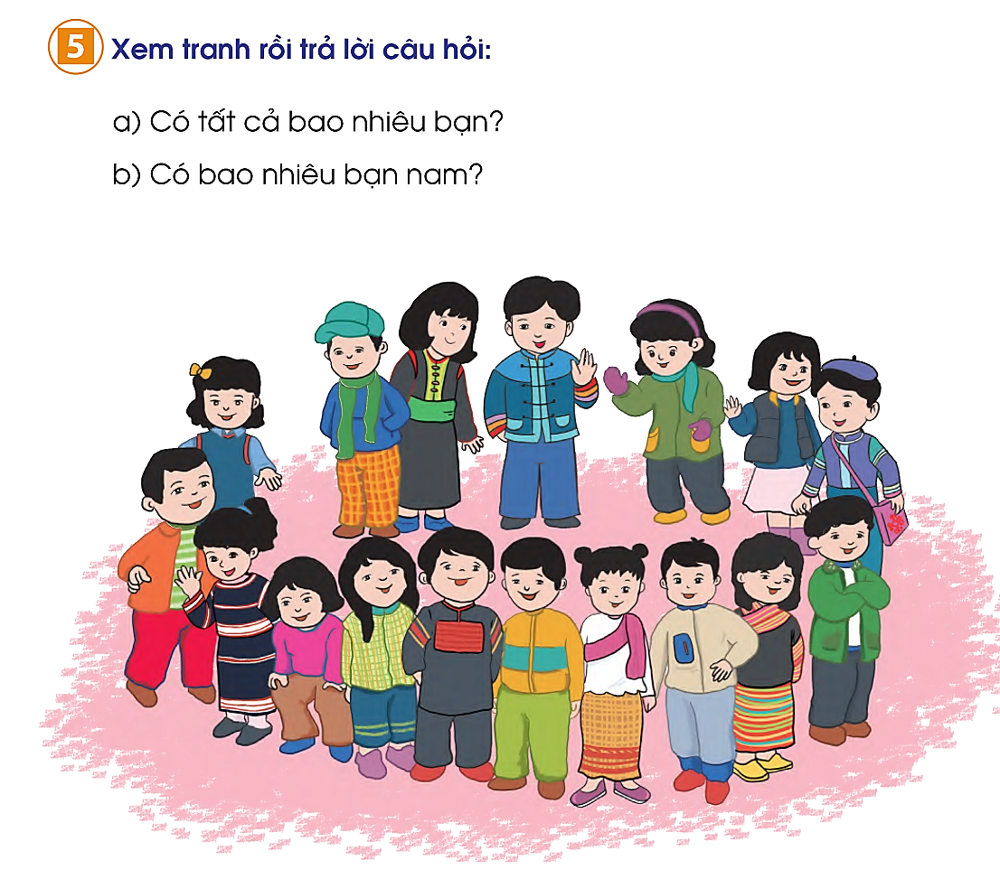 5 Xem tranh rồi trả lời câu hỏi:
a) Có tất cả bao nhiêu bạn?
b) Có bao nhiêu bạn nam?